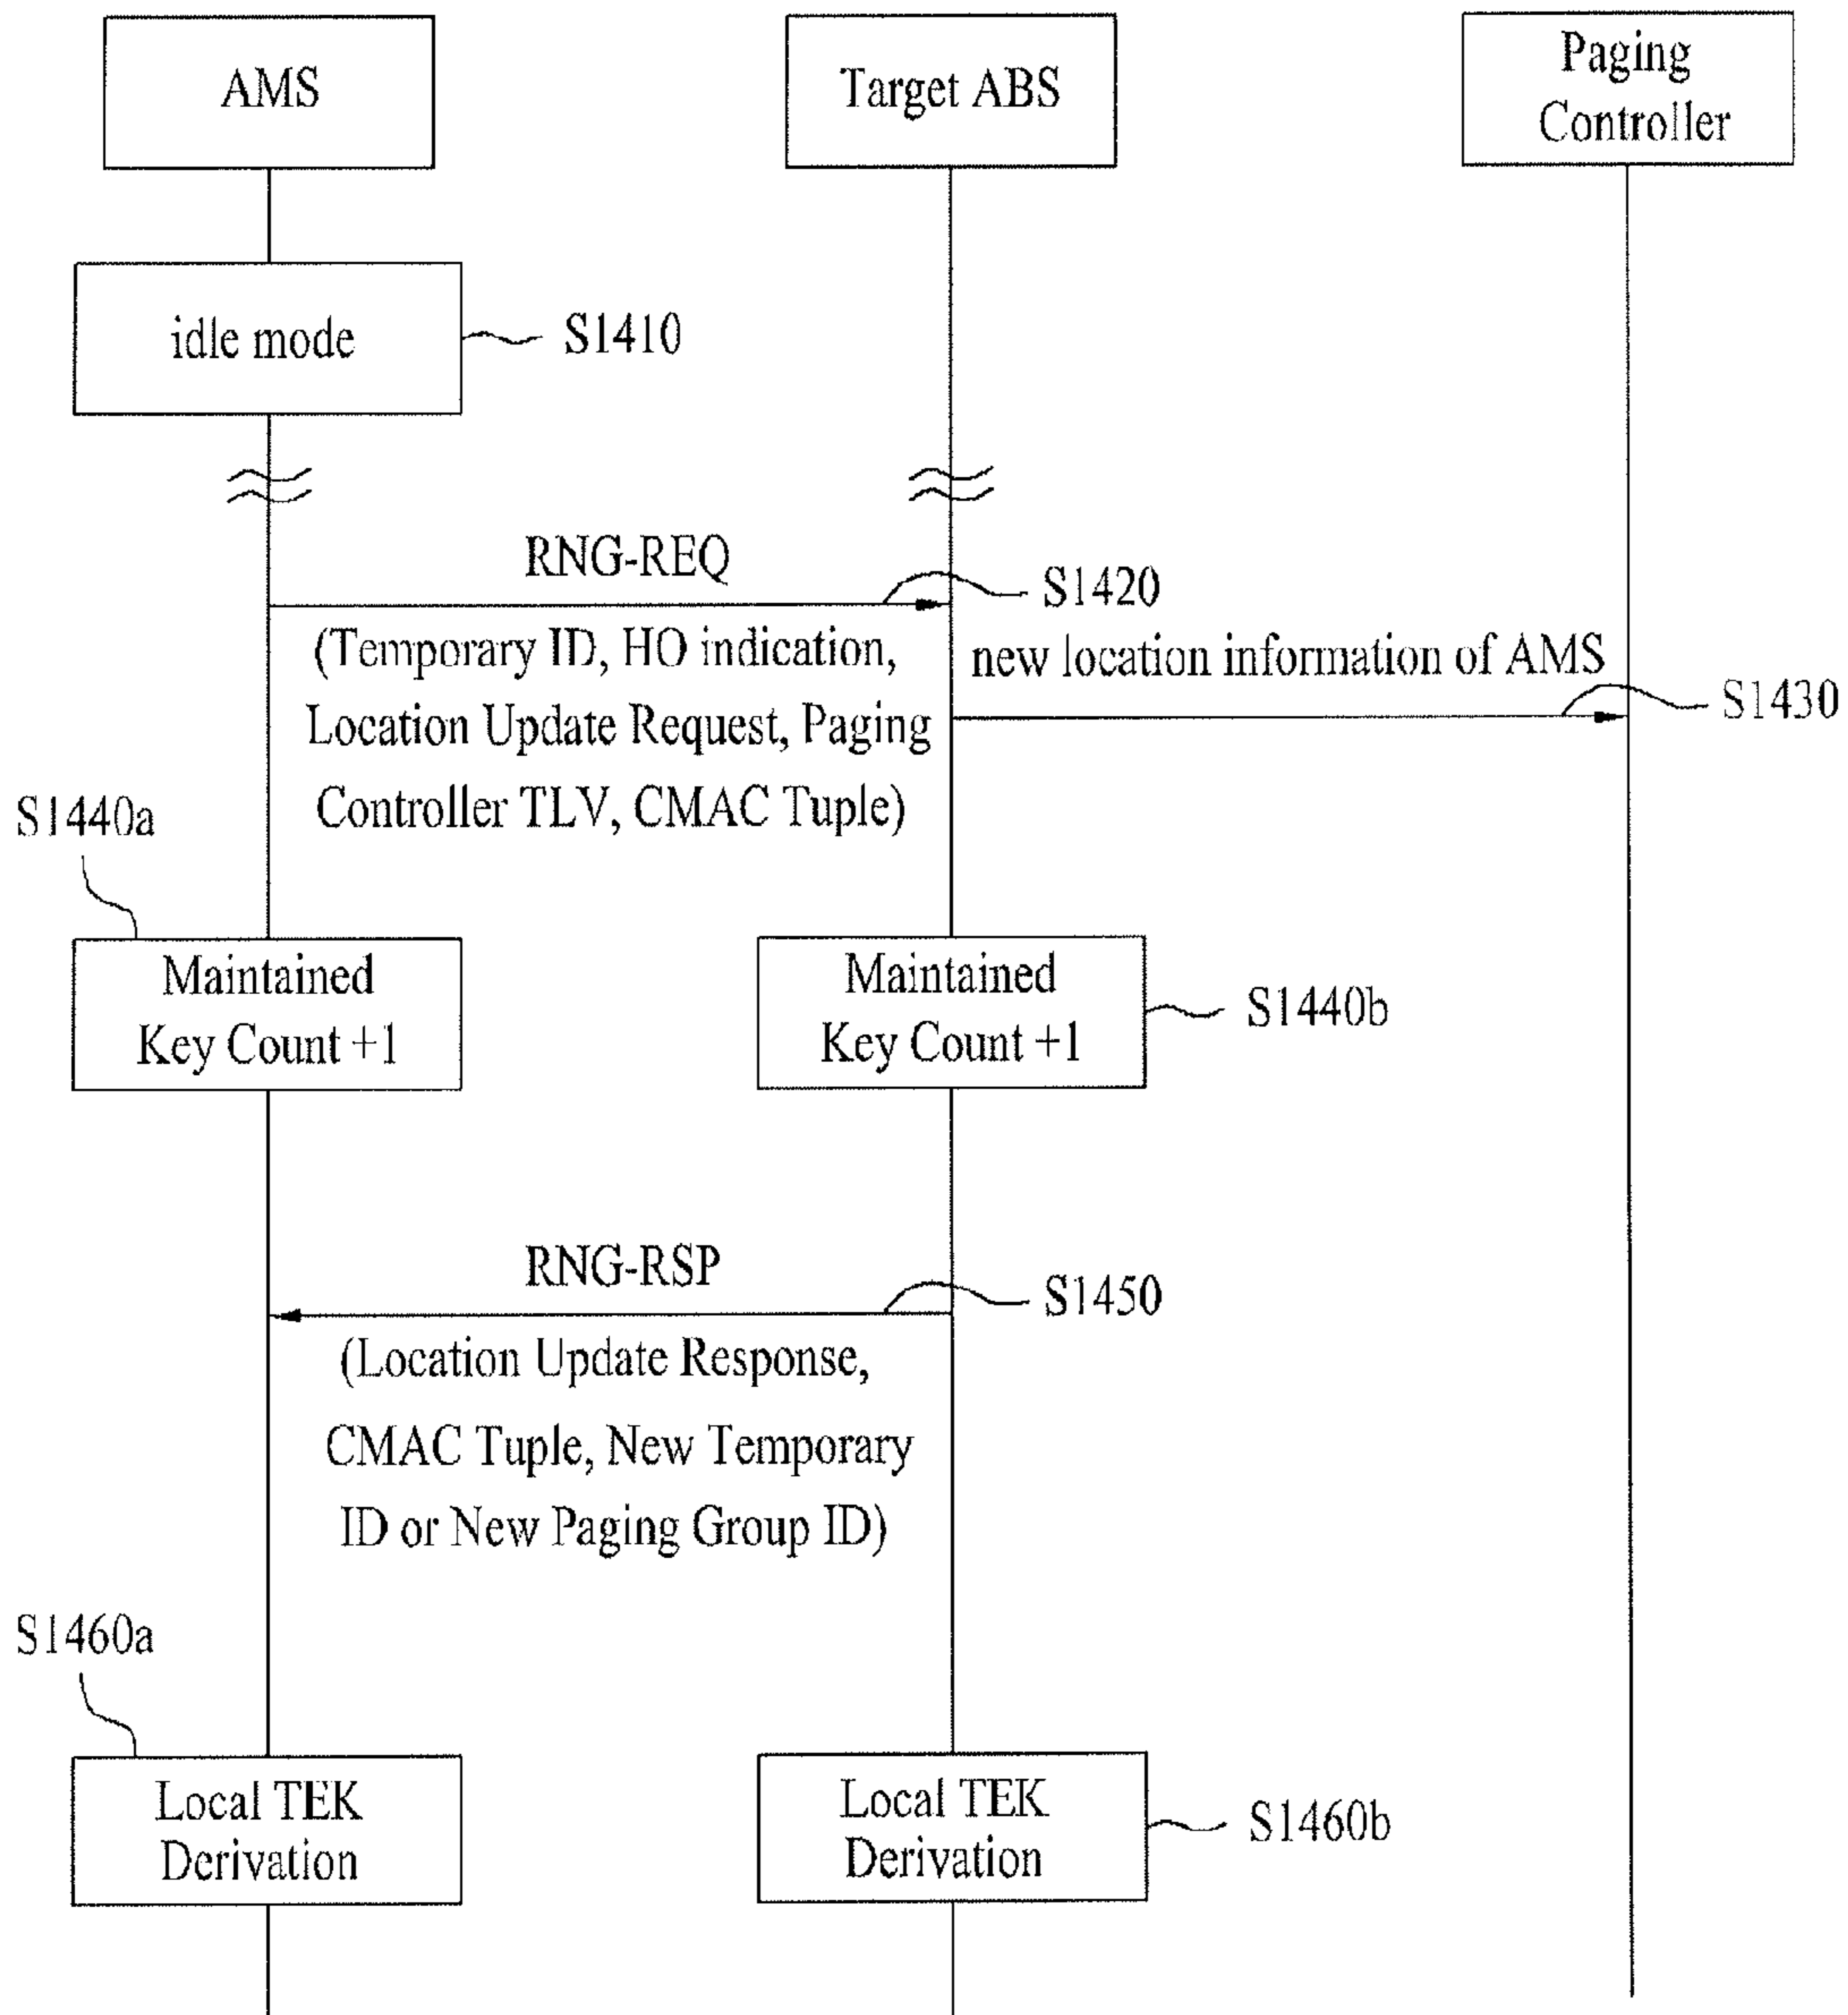 AMS
Target ABS
Paging
Controller
idle mode
S1410
RNG-REQ
S1420
(Temporary ID, HO indication,
Location Update Request, Paging
Controller TLV, CMAC Tuple)
new location information of AMS
S1430
S1440a
Maintained
Key Count +1
Maintained
Key Count +1
S1440b
RNG-RSP
S1450
(Location Update Response,
CMAC Tuple, New Temporary
ID or New Paging Group ID)
S1460a
Local TEK
Derivation
Local TEK
Derivation
S1460b